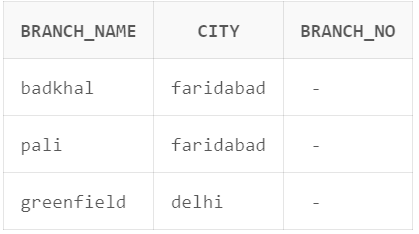 BRANCH_NAME CITY BRANCH_NO
badkhal faridabad -
pali faridabad -
greenfield delhi -